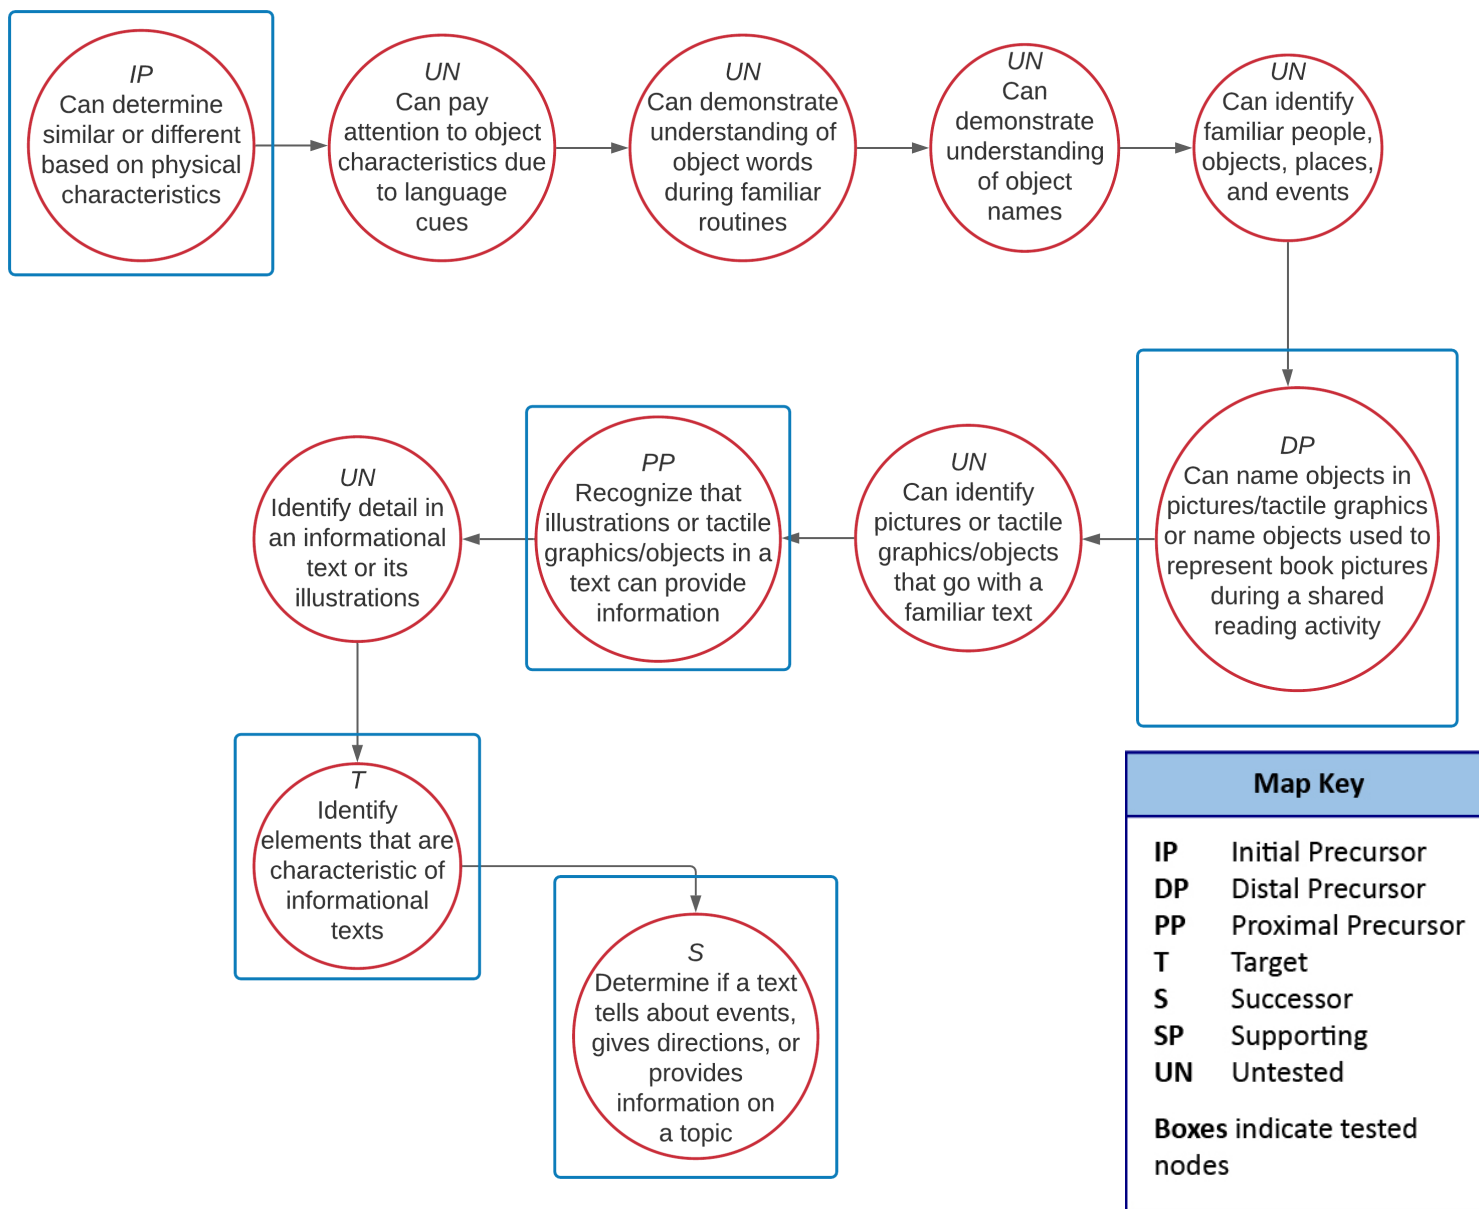 IP
Can determine
similar or different
based on physical
characteristics
UN
Can pay
attention to object
characteristics due
to language
cues
UN
Can demonstrate
understanding of
object words
during familiar
routines
UN
Can
demonstrate
understanding
of object
names
UN
Can identify
familiar people,
objects, places,
and events
DP
Can name objects in
pictures/tactile graphics
or name objects used to
represent book pictures
during a shared
reading activity
UN
Can identify
pictures or tactile
graphics/objects
that go with a
familiar text
PP
Recognize that
illustrations or tactile
graphics/objects in a
text can provide
information
UN
Identify detail in
an informational
text or its
illustrations
T
Identify
elements that are
characteristic of
informational
texts
S
Determine if a text
tells about events,
gives directions, or
provides
information on
a topic
Map Key
IP Initial Precursor
DP Distal Precursor
PP Proximal Precursor
T Target
S Successor
SP Supporting
UN Untested
Boxes indicate tested
nodes